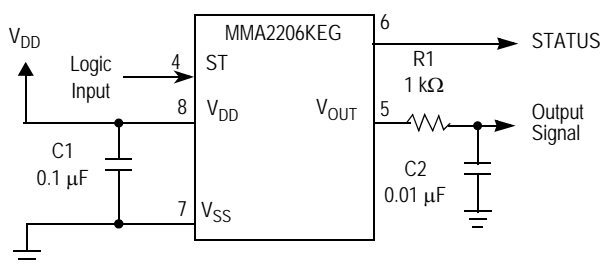 MMA2206KEG
6
V_DD
STATUS
Logic
Input
4
ST
R1
1 kΩ
8
V_DD
V_OUT
5
Output
Signal
C1
0.1 μF
C2
0.01 μF
7
V_SS